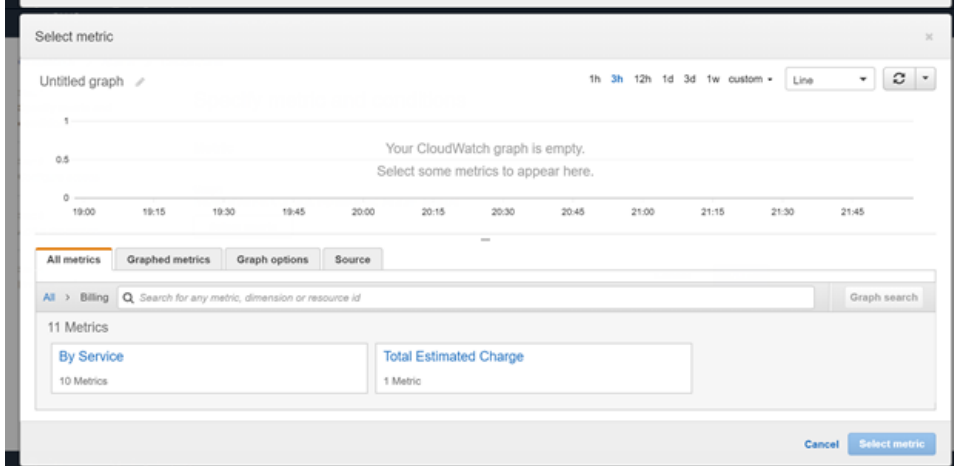 Select metric ×
Untitled graph 1h 3h 12h 1d 3d 1w custom Line
1
Your CloudWatch graph is empty.
0.5
Select some metrics to appear here.
0
19:00 19:15 19:30 19:45 20:00 20:15 20:30 20:45 21:00 21:15 21:30 21:45
All metrics Graphed metrics Graph options Source
All > Billing Search for any metric, dimension or resource id Graph search
11 Metrics
By Service Total Estimated Charge
10 Metrics 1 Metric
Cancel Select metric